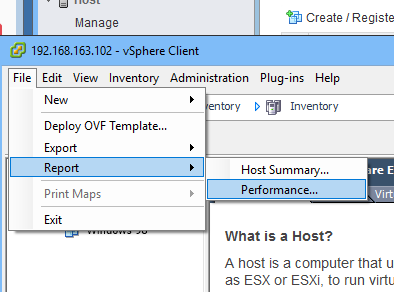 Host
Manage
Create / Registe
192.168.163.102 - vSphere Client
File Edit View Inventory Administration Plug-ins Help
New
Deploy OVF Template...
Export
Report
Print Maps
Exit
ventory Inventory
Host Summary...
Performance...
are E
Virt
Windows 98
What is a Host?
A host is a computer that u
as ESX or ESXi, to run virtu